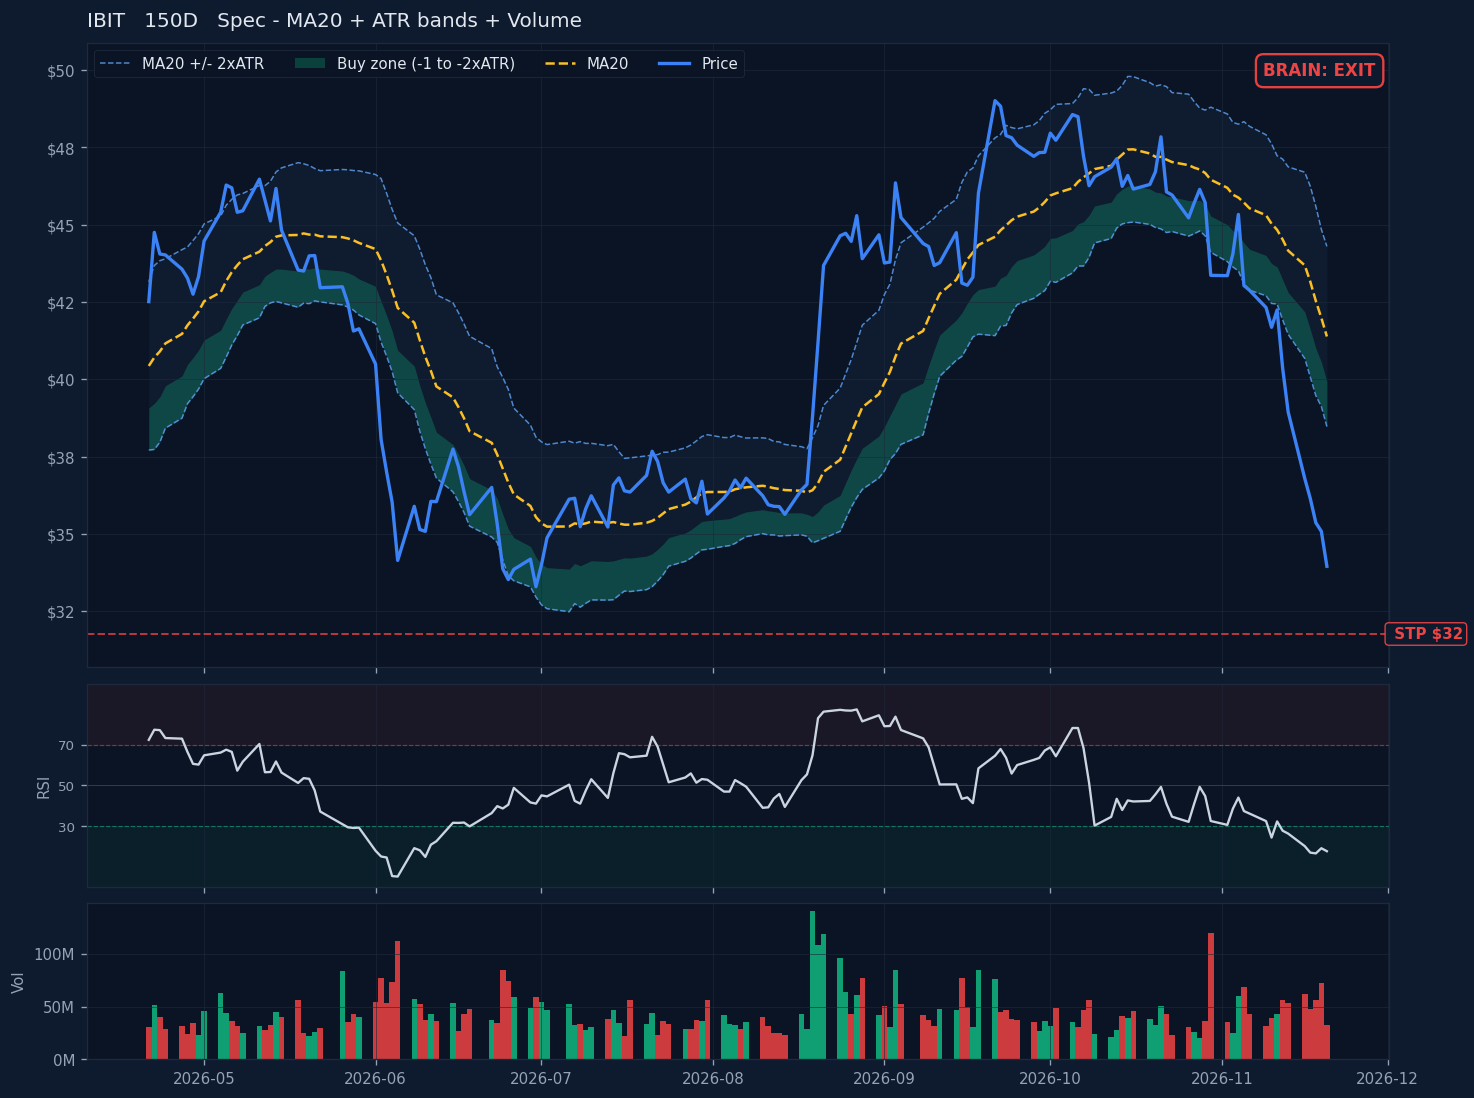 IBIT 150D Spec - MA20 + ATR bands + Volume
MA20 +/- 2xATR
Buy zone (-1 to -2xATR)
MA20
Price
BRAIN: EXIT
$50
$48
$45
$42
$40
$38
$35
$32
STP $32
RSI
70
50
30
Vol
100M
50M
0M
2026-05
2026-06
2026-07
2026-08
2026-09
2026-10
2026-11
2026-12